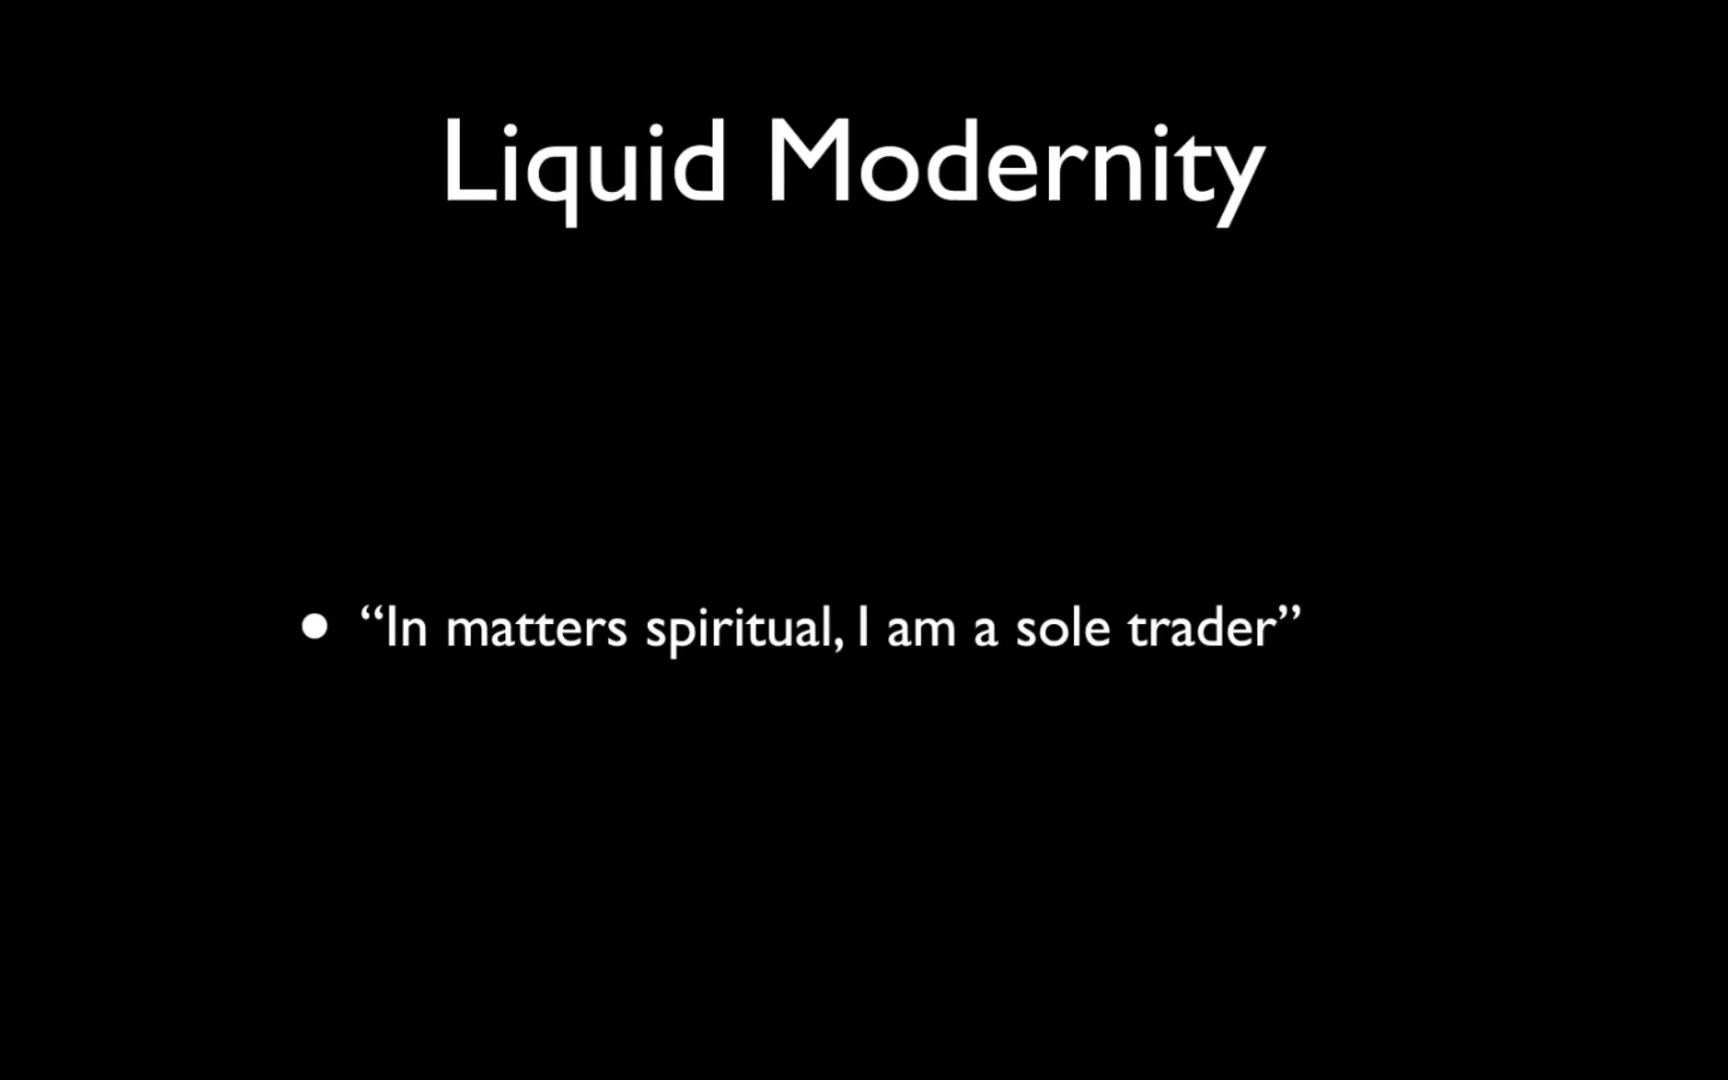 Liquid Modernity
• “In matters spiritual, I am a sole trader”